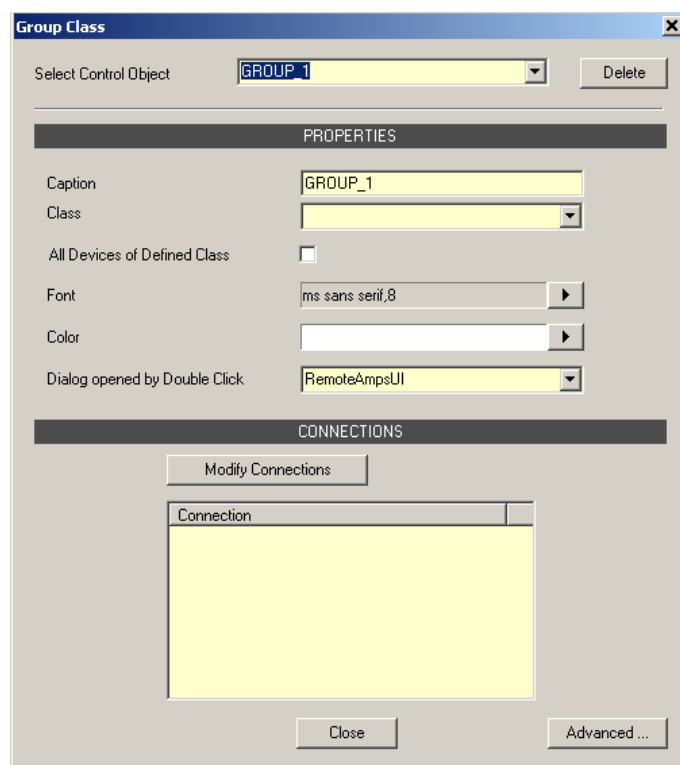 Group Class
Select Control Object GROUP_1 Delete
PROPERTIES
Caption GROUP_1
Class
All Devices of Defined Class
Font ms sans serif,8
Color
Dialog opened by Double Click RemoteAmpsUI
CONNECTIONS
Modify Connections
Connection
Close Advanced ...